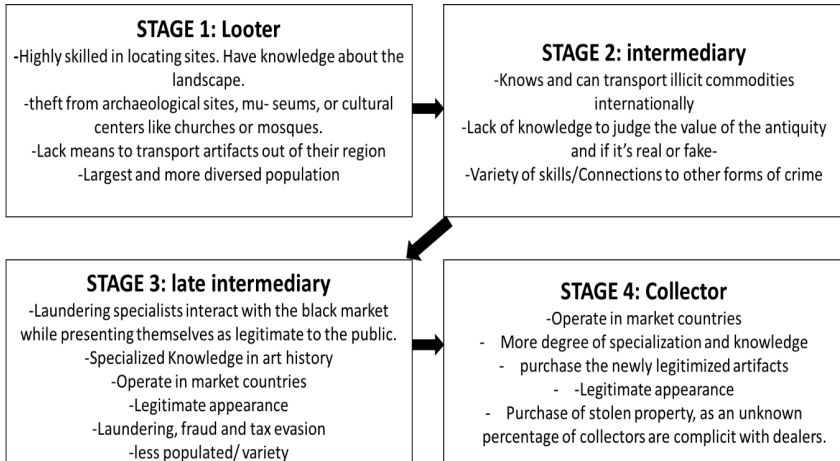 STAGE 1: Looter
-Highly skilled in locating sites. Have knowledge about the
landscape.
-theft from archaeological sites, mu- seums, or cultural
centers like churches or mosques.
-Lack means to transport artifacts out of their region
-Largest and more diversed population
STAGE 2: intermediary
-Knows and can transport illicit commodities
internationally
-Lack of knowledge to judge the value of the antiquity
and if it's real or fake-
-Variety of skills/Connections to other forms of crime
STAGE 3: late intermediary
-Laundering specialists interact with the black market
while presenting themselves as legitimate to the public.
-Specialized Knowledge in art history
-Operate in market countries
-Legitimate appearance
-Laundering, fraud and tax evasion
-less populated/ variety
STAGE 4: Collector
-Operate in market countries
- More degree of specialization and knowledge
- purchase the newly legitimized artifacts
- -Legitimate appearance
- Purchase of stolen property, as an unknown
percentage of collectors are complicit with dealers.